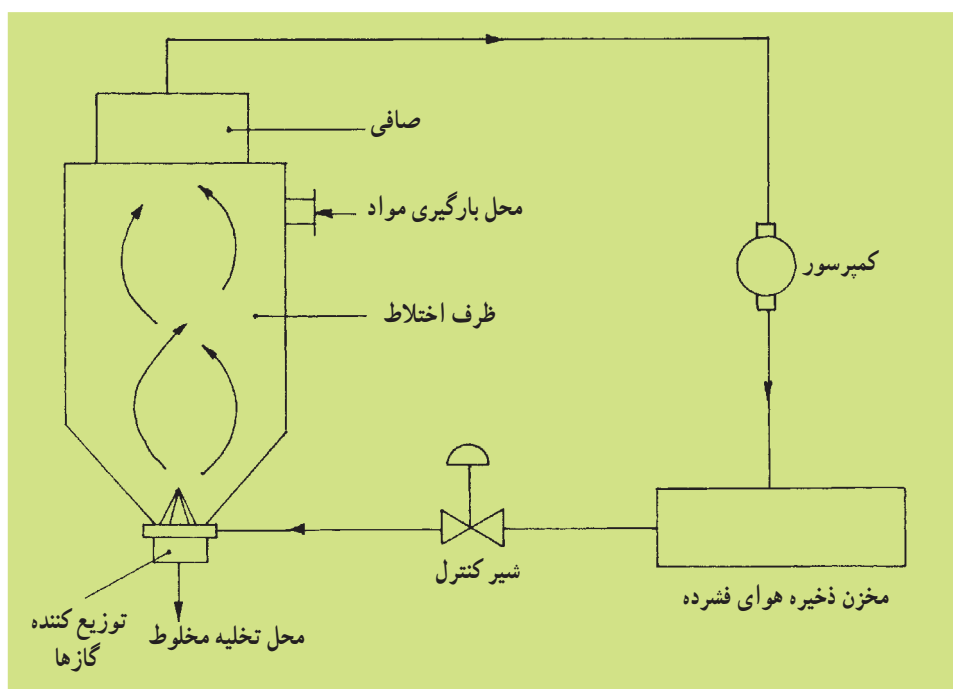 صافی
محل بارگیری مواد
کمپرسور
ظرف اختلاط
شیر کنترل
مخزن ذخیره هوای فشرده
توزیع کننده
گازها
محل تخلیه مخلوط